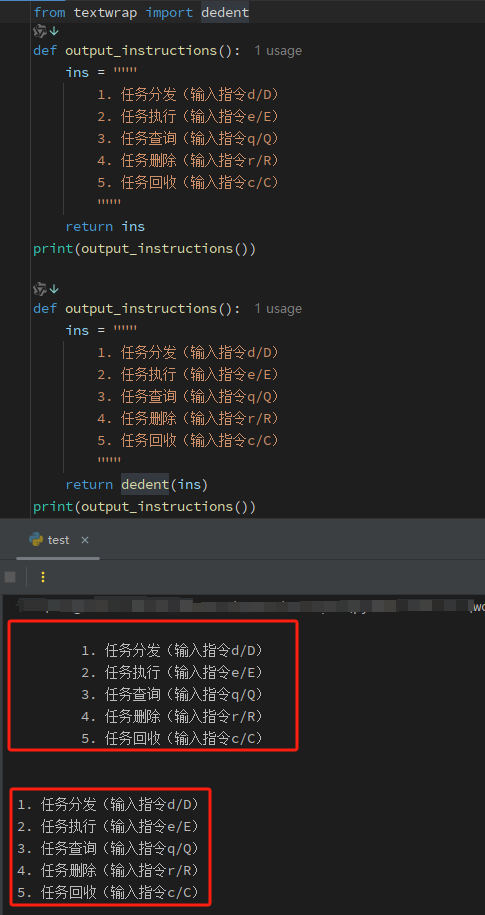 from textwrap import dedent
def output_instructions(): 1 usage
ins = """
1. 任务分发（输入指令d/D）
2. 任务执行（输入指令e/E）
3. 任务查询（输入指令q/Q）
4. 任务删除（输入指令r/R）
5. 任务回收（输入指令c/C）
"""
return ins
print(output_instructions())
def output_instructions(): 1 usage
ins = """
1. 任务分发（输入指令d/D）
2. 任务执行（输入指令e/E）
3. 任务查询（输入指令q/Q）
4. 任务删除（输入指令r/R）
5. 任务回收（输入指令c/C）
"""
return dedent(ins)
print(output_instructions())
test ×
1. 任务分发（输入指令d/D）
2. 任务执行（输入指令e/E）
3. 任务查询（输入指令q/Q）
4. 任务删除（输入指令r/R）
5. 任务回收（输入指令c/C）
1. 任务分发（输入指令d/D）
2. 任务执行（输入指令e/E）
3. 任务查询（输入指令q/Q）
4. 任务删除（输入指令r/R）
5. 任务回收（输入指令c/C）